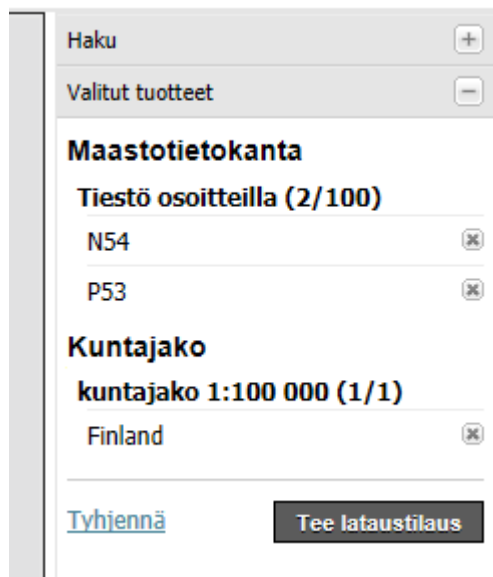 Haku
Valitut tuotteet
Maastotietokanta
Tiestö osoitteilla (2/100)
N54
P53
Kuntajako
kuntajako 1:100 000 (1/1)
Finland
Tyhjennä
Tee lataustilaus